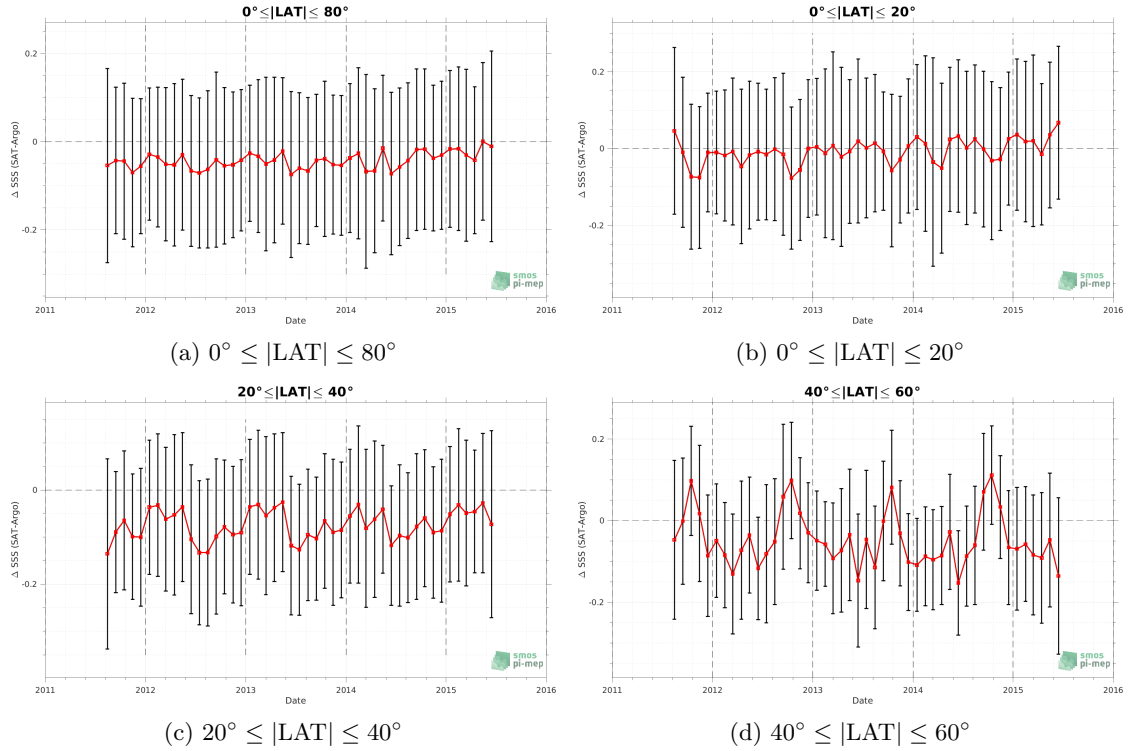 0°≤|LAT|≤ 80°
Δ SSS (SAT-Argo)
0.2
0
-0.2
smos
pi-mep
2011 2012 2013 2014 2015 2016
Date
(a) 0° ≤ |LAT| ≤ 80°
0°≤|LAT|≤ 20°
Δ SSS (SAT-Argo)
0.2
0
-0.2
smos
pi-mep
2011 2012 2013 2014 2015 2016
Date
(b) 0° ≤ |LAT| ≤ 20°
20°≤|LAT|≤ 40°
Δ SSS (SAT-Argo)
0
-0.2
smos
pi-mep
2011 2012 2013 2014 2015 2016
Date
(c) 20° ≤ |LAT| ≤ 40°
40°≤|LAT|≤ 60°
Δ SSS (SAT-Argo)
0.2
0
-0.2
smos
pi-mep
2011 2012 2013 2014 2015 2016
Date
(d) 40° ≤ |LAT| ≤ 60°